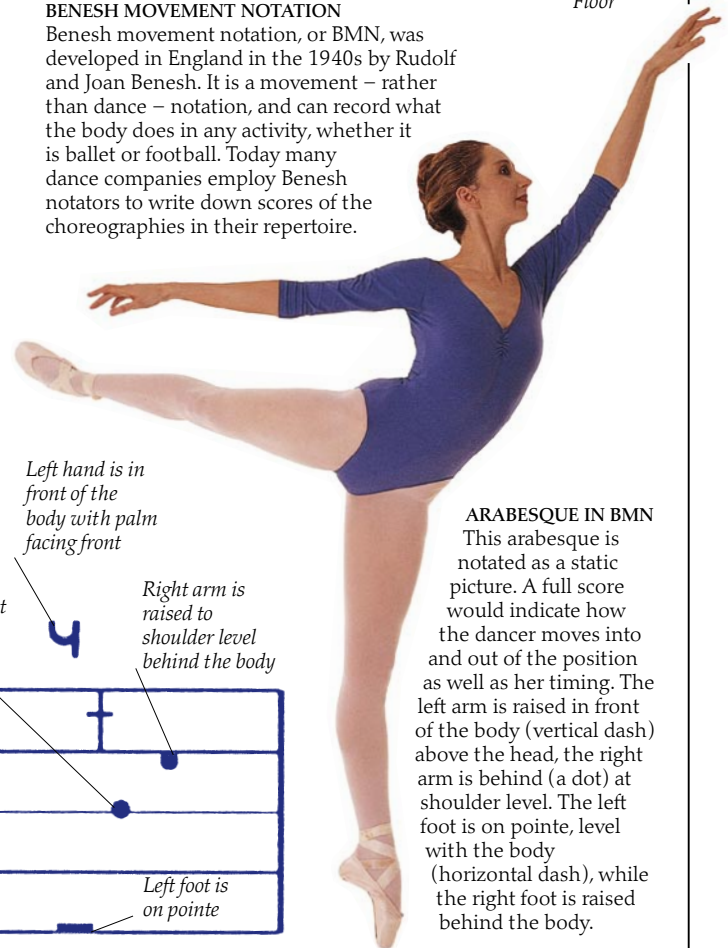 Floor
BENESH MOVEMENT NOTATION
Benesh movement notation, or BMN, was
developed in England in the 1940s by Rudolf
and Joan Benesh. It is a movement – rather
than dance – notation, and can record what
the body does in any activity, whether it
is ballet or football. Today many
dance companies employ Benesh
notators to write down scores of the
choreographies in their repertoire.
Left hand is in
front of the
body with palm
facing front
Right arm is
raised to
shoulder level
behind the body
Left foot is
on pointe
ARABESQUE IN BMN
This arabesque is
notated as a static
picture. A full score
would indicate how
the dancer moves into
and out of the position
as well as her timing. The
left arm is raised in front
of the body (vertical dash)
above the head, the right
arm is behind (a dot) at
shoulder level. The left
foot is on pointe, level
with the body
(horizontal dash), while
the right foot is raised
behind the body.